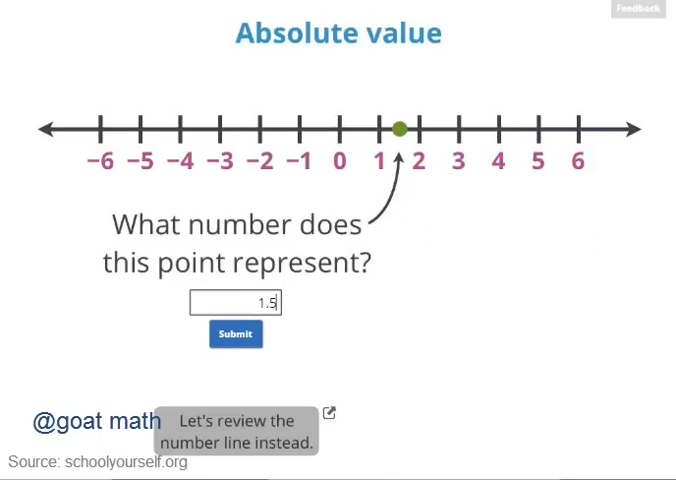 Feedback
Absolute value
−6 −5 −4 −3 −2 −1 0 1 2 3 4 5 6
What number does
this point represent?
1.5
Submit
@goat math
Let's review the
number line instead.
Source: schoolyourself.org